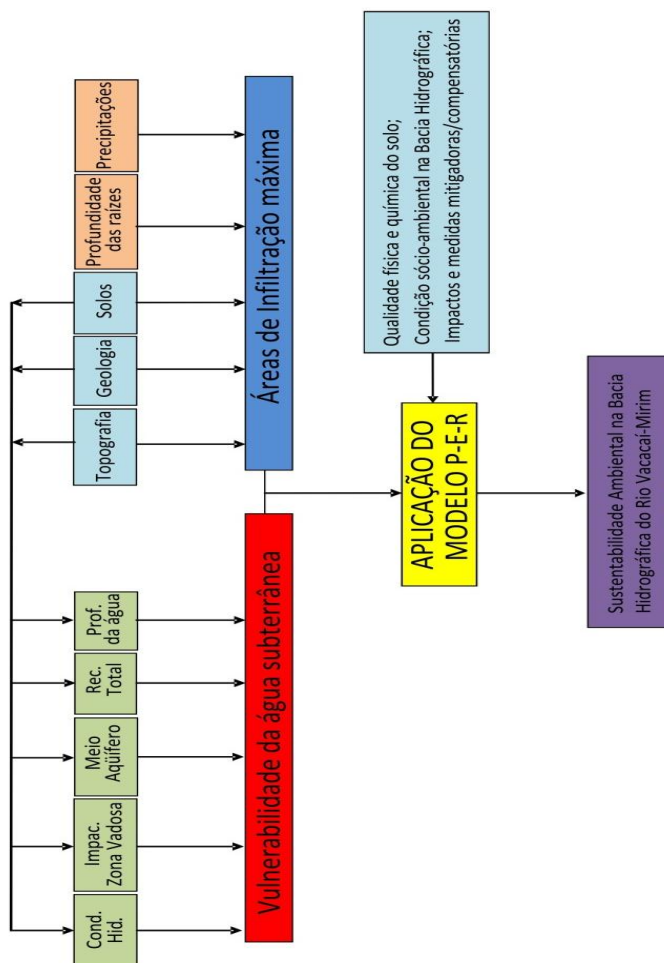 Cond.
Hid.
Impac.
Zona Vadosa
Meio
Aqüífero
Rec.
Total
Prof.
da água
Topografia
Geologia
Solos
Profundidade
das raízes
Precipitações
Vulnerabilidade da água subterrânea
Áreas de Infiltração máxima
APLICAÇÃO DO
MODELO P-E-R
Qualidade física e química do solo;
Condição sócio-ambiental na Bacia Hidrográfica;
Impactos e medidas mitigadoras/compensatórias
Sustentabilidade Ambiental na Bacia
Hidrográfica do Rio Vacacaí-Mirim